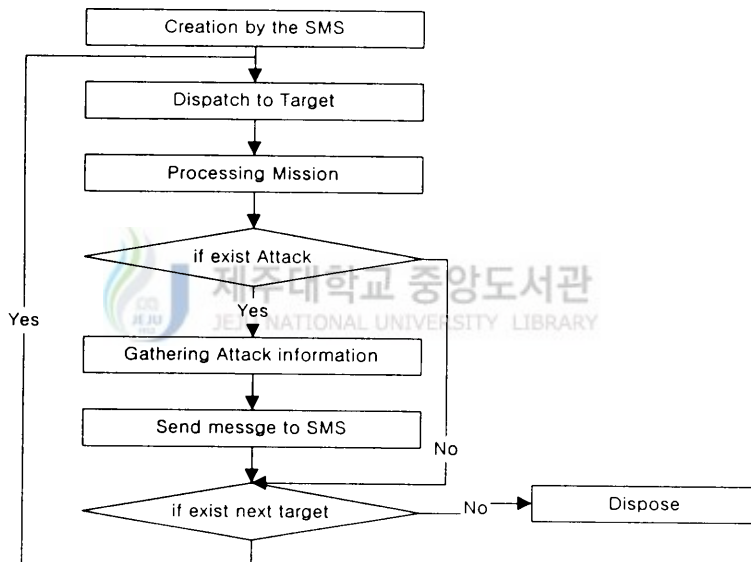 Creation by the SMS
Dispatch to Target
Processing Mission
if exist Attack
제주대학교 중앙도서관
Yes
JEJU NATIONAL UNIVERSITY LIBRARY
Yes
JEJU
Gathering Attack information
Send messge to SMS
No
if exist next target
No
Dispose